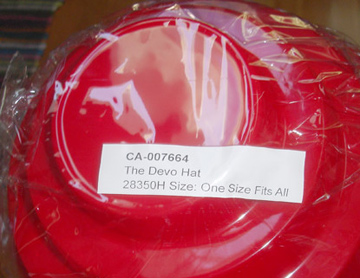 CA-007664
The Devo Hat
28350H Size: One Size Fits All